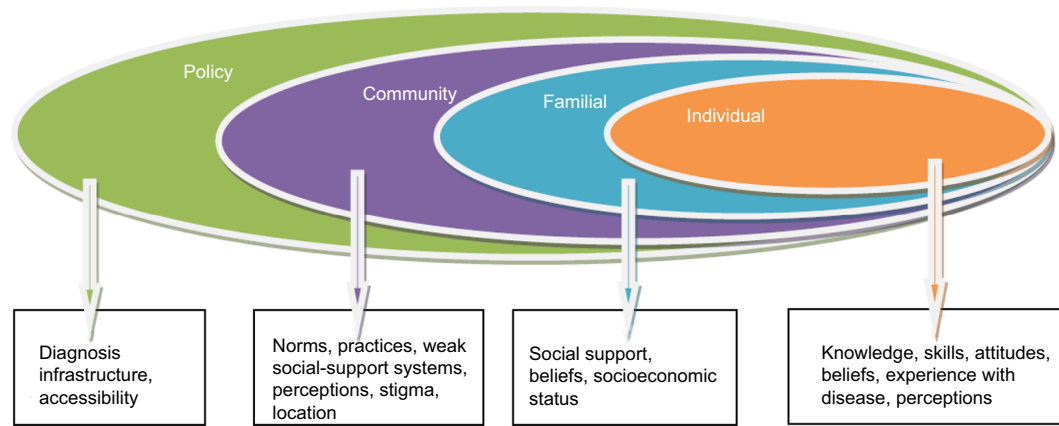 Policy
Community
Familial
Individual
Diagnosis
infrastructure,
accessibility
Norms, practices, weak
social-support systems,
perceptions, stigma,
location
Social support,
beliefs, socioeconomic
status
Knowledge, skills, attitudes,
beliefs, experience with
disease, perceptions